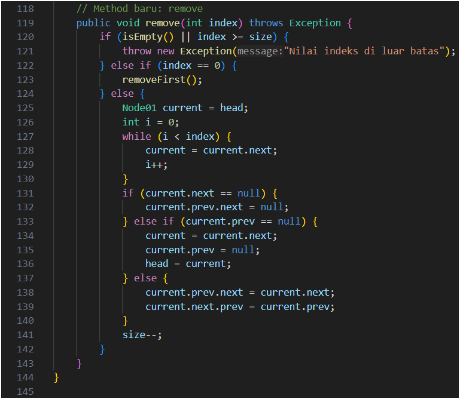 118 // Method baru: remove
119 public void remove(int index) throws Exception {
120 if (isEmpty() || index >= size) {
121 throw new Exception(message:"Nilai indeks di luar batas");
122 } else if (index == 0) {
123 removeFirst();
124 } else {
125 Node01 current = head;
126 int i = 0;
127 while (i < index) {
128 current = current.next;
129 i++;
130 }
131 if (current.next == null) {
132 current.prev.next = null;
133 } else if (current.prev == null) {
134 current = current.next;
135 current.prev = null;
136 head = current;
137 } else {
138 current.prev.next = current.next;
139 current.next.prev = current.prev;
140 }
141 size--;
142 }
143 }
144 }
145